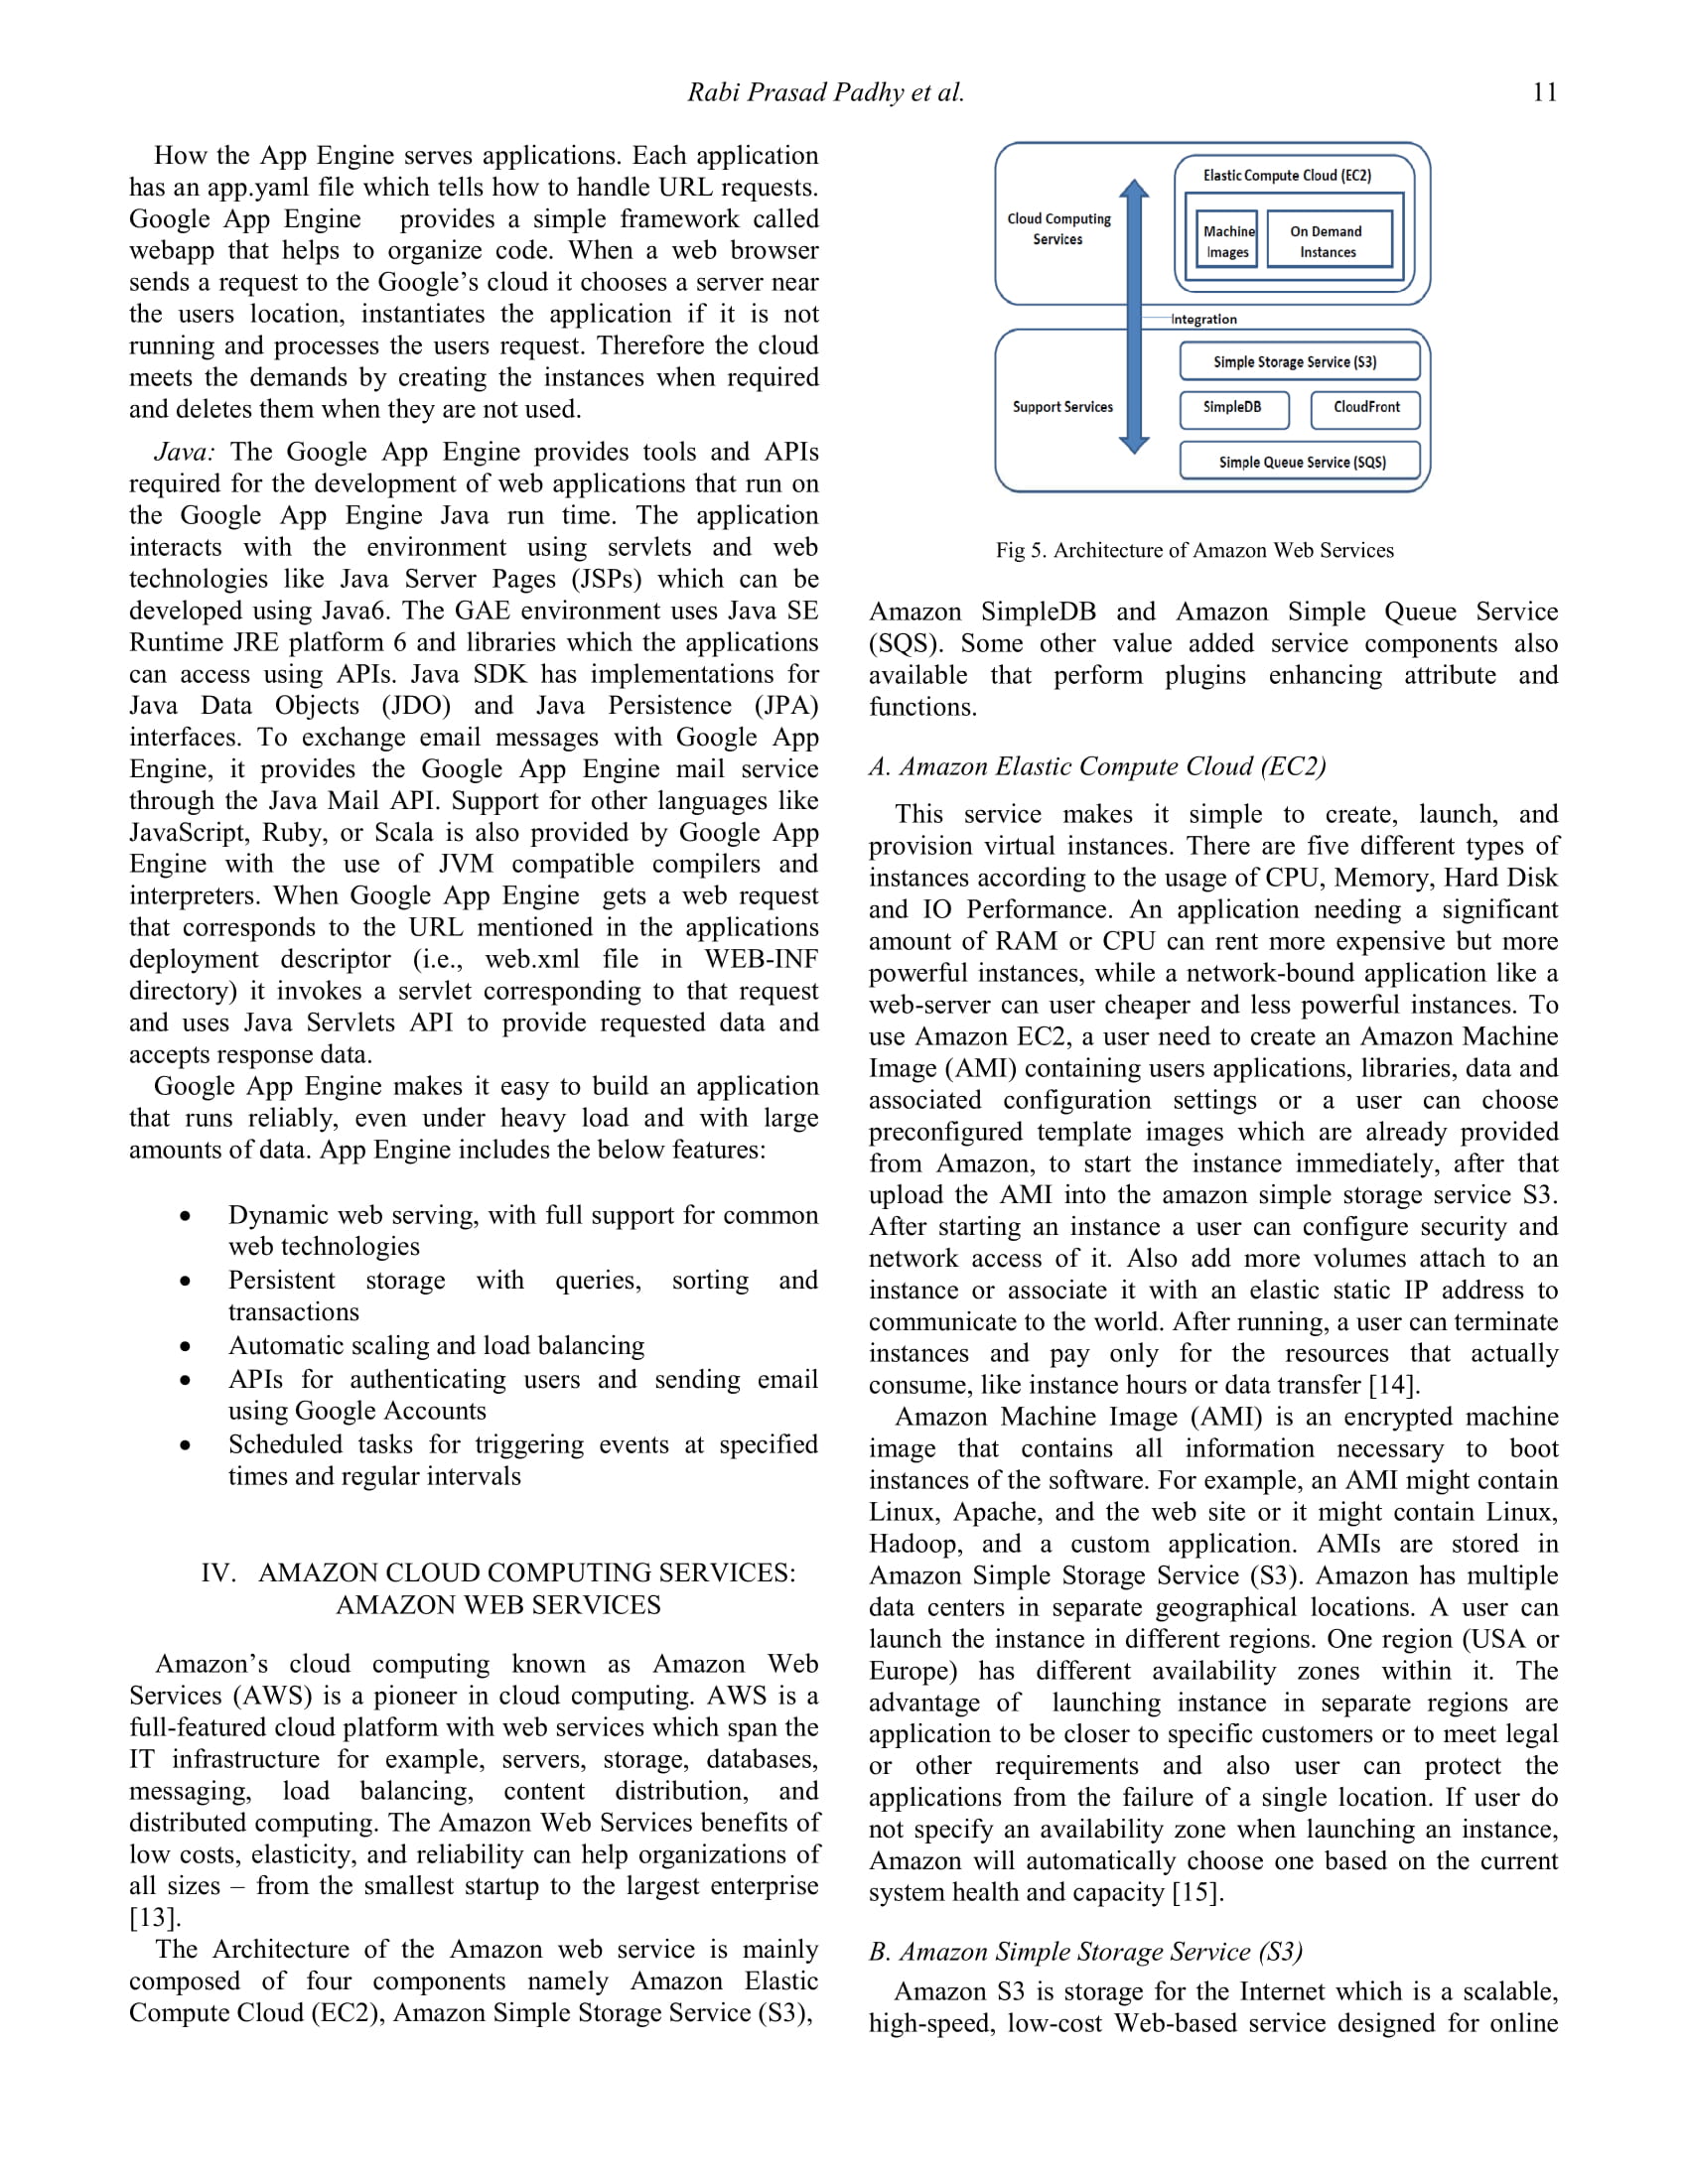 Rabi Prasad Padhy et al.
11
How the App Engine serves applications. Each application
has an app.yaml file which tells how to handle URL requests.
Google App Engine provides a simple framework called
webapp that helps to organize code. When a web browser
sends a request to the Google’s cloud it chooses a server near
the users location, instantiates the application if it is not
running and processes the users request. Therefore the cloud
meets the demands by creating the instances when required
and deletes them when they are not used.
Java: The Google App Engine provides tools and APIs
required for the development of web applications that run on
the Google App Engine Java run time. The application
interacts with the environment using servlets and web
technologies like Java Server Pages (JSPs) which can be
developed using Java6. The GAE environment uses Java SE
Runtime JRE platform 6 and libraries which the applications
can access using APIs. Java SDK has implementations for
Java Data Objects (JDO) and Java Persistence (JPA)
interfaces. To exchange email messages with Google App
Engine, it provides the Google App Engine mail service
through the Java Mail API. Support for other languages like
JavaScript, Ruby, or Scala is also provided by Google App
Engine with the use of JVM compatible compilers and
interpreters. When Google App Engine gets a web request
that corresponds to the URL mentioned in the applications
deployment descriptor (i.e., web.xml file in WEB-INF
directory) it invokes a servlet corresponding to that request
and uses Java Servlets API to provide requested data and
accepts response data.
Google App Engine makes it easy to build an application
that runs reliably, even under heavy load and with large
amounts of data. App Engine includes the below features:
• Dynamic web serving, with full support for common
web technologies
• Persistent storage with queries, sorting and
transactions
• Automatic scaling and load balancing
• APIs for authenticating users and sending email
using Google Accounts
• Scheduled tasks for triggering events at specified
times and regular intervals
IV. AMAZON CLOUD COMPUTING SERVICES:
AMAZON WEB SERVICES
Amazon’s cloud computing known as Amazon Web
Services (AWS) is a pioneer in cloud computing. AWS is a
full-featured cloud platform with web services which span the
IT infrastructure for example, servers, storage, databases,
messaging, load balancing, content distribution, and
distributed computing. The Amazon Web Services benefits of
low costs, elasticity, and reliability can help organizations of
all sizes – from the smallest startup to the largest enterprise
[13].
The Architecture of the Amazon web service is mainly
composed of four components namely Amazon Elastic
Compute Cloud (EC2), Amazon Simple Storage Service (S3),
Elastic Compute Cloud (EC2)
Cloud Computing
Services
Machine
Images
On Demand
Instances
Integration
Simple Storage Service (S3)
Support Services
SimpleDB
CloudFront
Simple Queue Service (SQS)
Fig 5. Architecture of Amazon Web Services
Amazon SimpleDB and Amazon Simple Queue Service
(SQS). Some other value added service components also
available that perform plugins enhancing attribute and
functions.
A. Amazon Elastic Compute Cloud (EC2)
This service makes it simple to create, launch, and
provision virtual instances. There are five different types of
instances according to the usage of CPU, Memory, Hard Disk
and IO Performance. An application needing a significant
amount of RAM or CPU can rent more expensive but more
powerful instances, while a network-bound application like a
web-server can user cheaper and less powerful instances. To
use Amazon EC2, a user need to create an Amazon Machine
Image (AMI) containing users applications, libraries, data and
associated configuration settings or a user can choose
preconfigured template images which are already provided
from Amazon, to start the instance immediately, after that
upload the AMI into the amazon simple storage service S3.
After starting an instance a user can configure security and
network access of it. Also add more volumes attach to an
instance or associate it with an elastic static IP address to
communicate to the world. After running, a user can terminate
instances and pay only for the resources that actually
consume, like instance hours or data transfer [14].
Amazon Machine Image (AMI) is an encrypted machine
image that contains all information necessary to boot
instances of the software. For example, an AMI might contain
Linux, Apache, and the web site or it might contain Linux,
Hadoop, and a custom application. AMIs are stored in
Amazon Simple Storage Service (S3). Amazon has multiple
data centers in separate geographical locations. A user can
launch the instance in different regions. One region (USA or
Europe) has different availability zones within it. The
advantage of launching instance in separate regions are
application to be closer to specific customers or to meet legal
or other requirements and also user can protect the
applications from the failure of a single location. If user do
not specify an availability zone when launching an instance,
Amazon will automatically choose one based on the current
system health and capacity [15].
B. Amazon Simple Storage Service (S3)
Amazon S3 is storage for the Internet which is a scalable,
high-speed, low-cost Web-based service designed for online